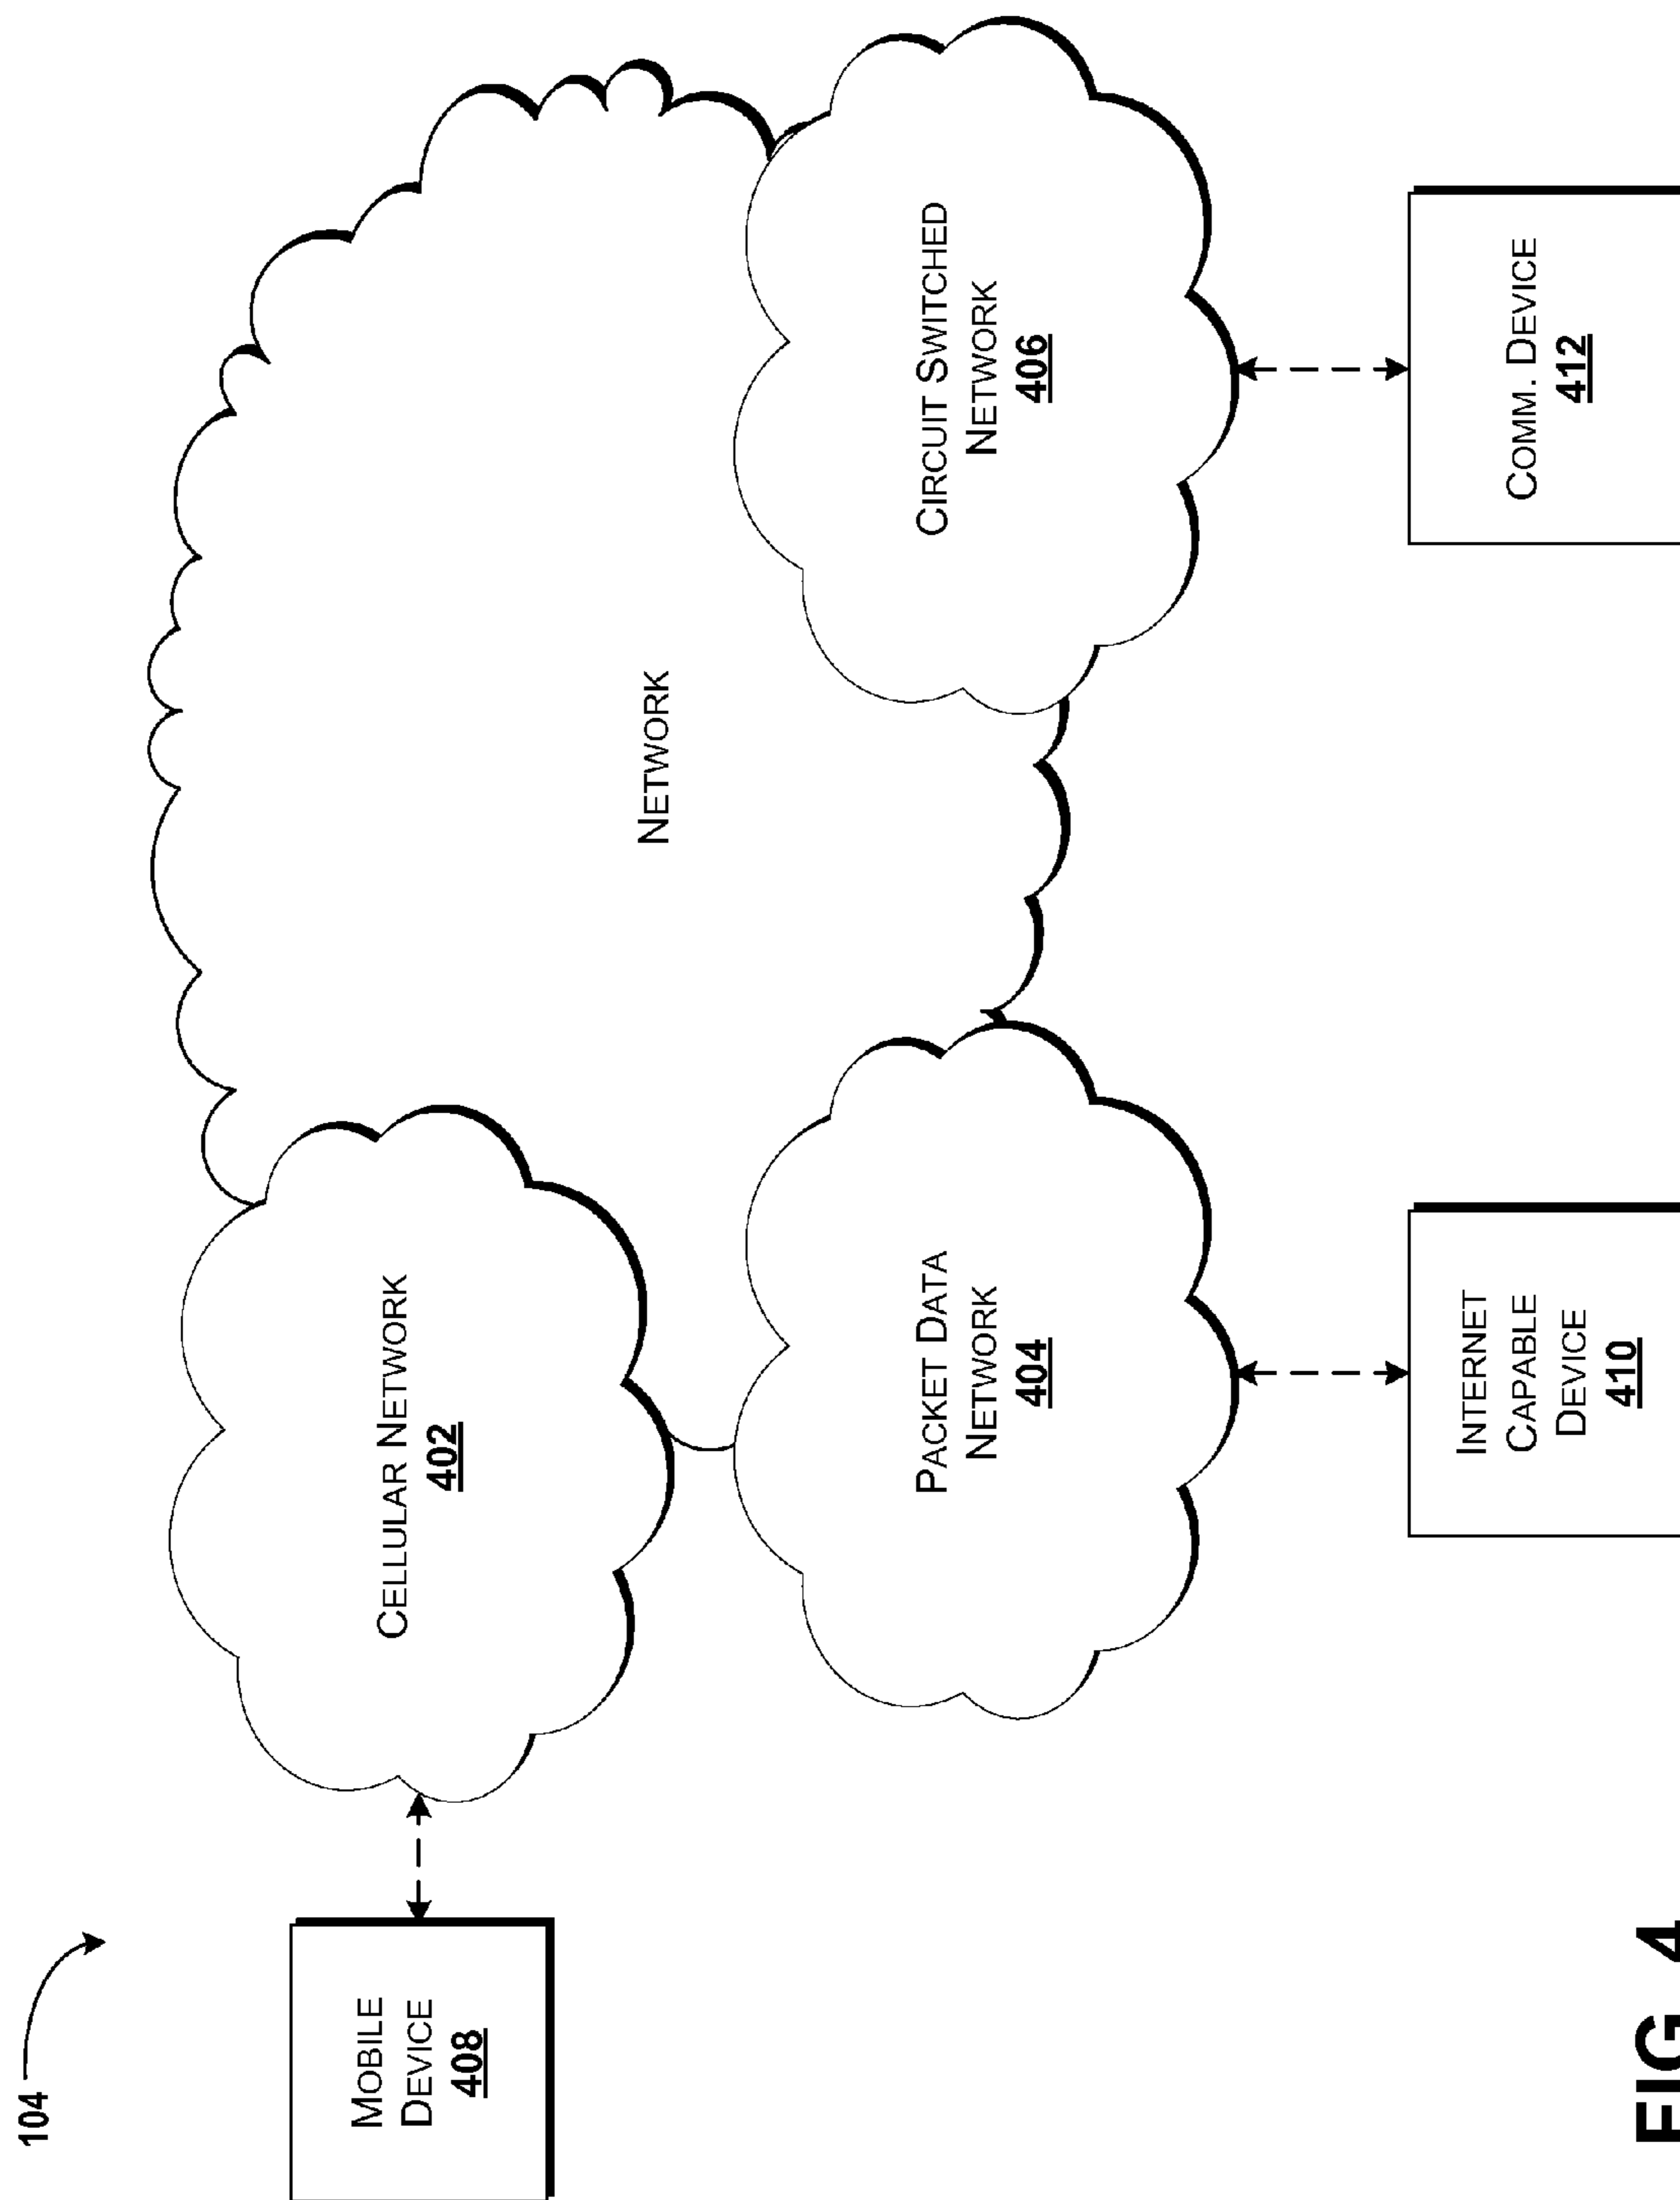 104
MOBILE
DEVICE
408
CELLULAR NETWORK
402
NETWORK
PACKET DATA
NETWORK
404
CIRCUIT SWITCHED
NETWORK
406
INTERNET
CAPABLE
DEVICE
410
COMM. DEVICE
412
FIG. 4